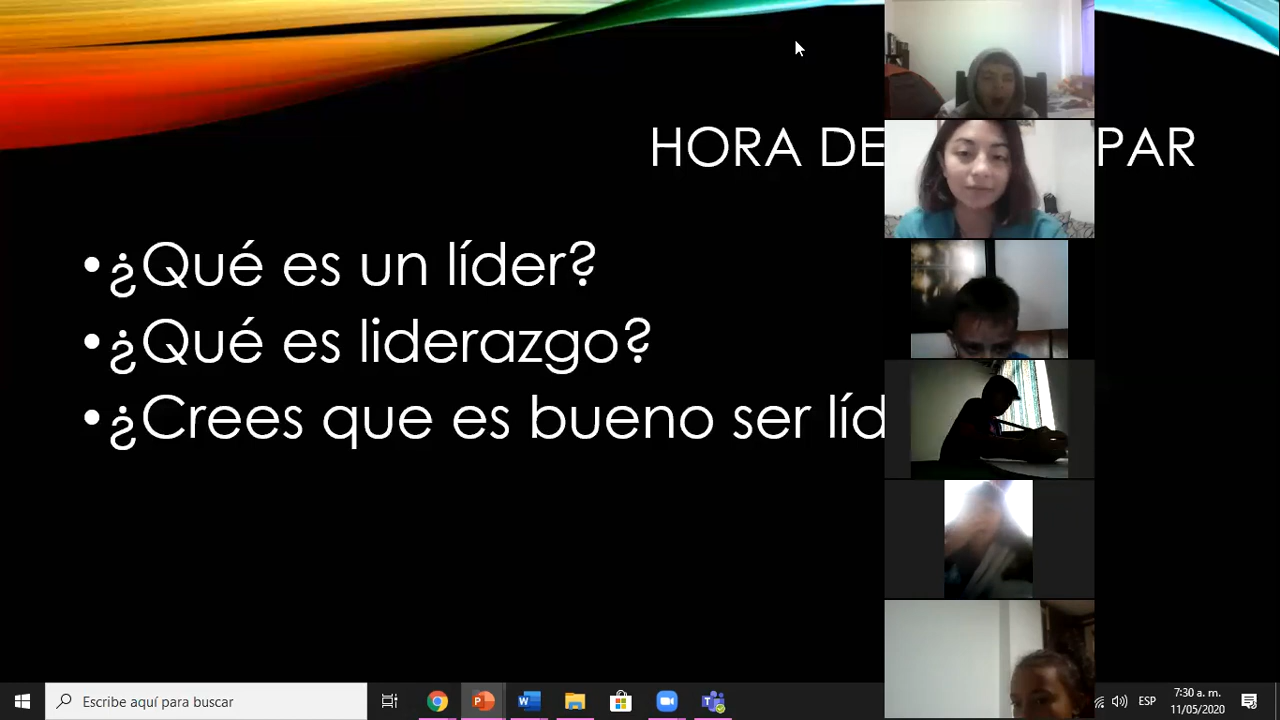 HORA DE PAR
•¿Qué es un líder?
•¿Qué es liderazgo?
•¿Crees que es bueno ser líd
Escribe aquí para buscar
ESP
7:30 a. m.
11/05/2020